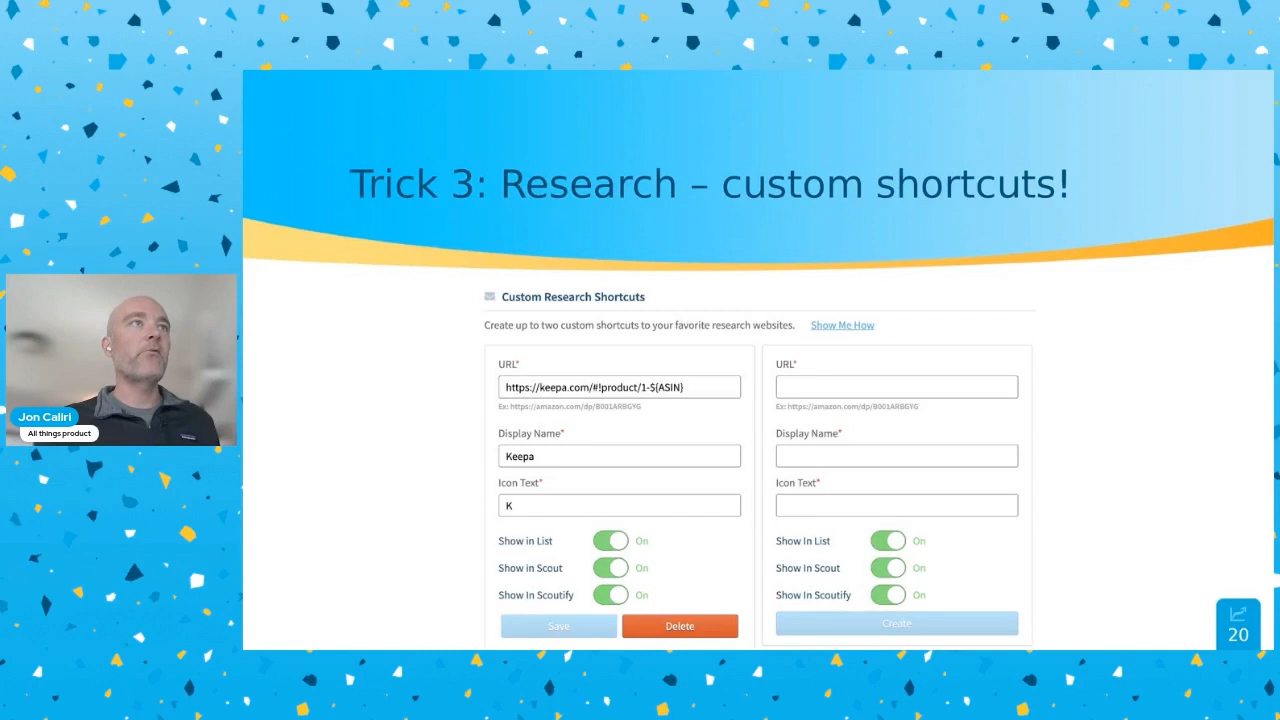 Trick 3: Research – custom shortcuts!
Custom Research Shortcuts
Create up to two custom shortcuts to your favorite research websites. Show Me How
URL*
https://keepa.com/#!product/1-${ASIN}
Ex: https://amazon.com/dp/B001ARBGYG
Display Name*
Keepa
Icon Text*
K
Show in List On
Show in Scout On
Show In Scoutify On
Save Delete
URL*
Ex: https://amazon.com/dp/B001ARBGYG
Display Name*
Icon Text*
Show In List On
Show In Scout On
Show In Scoutify On
Create
Jon Caliri
All things product
20